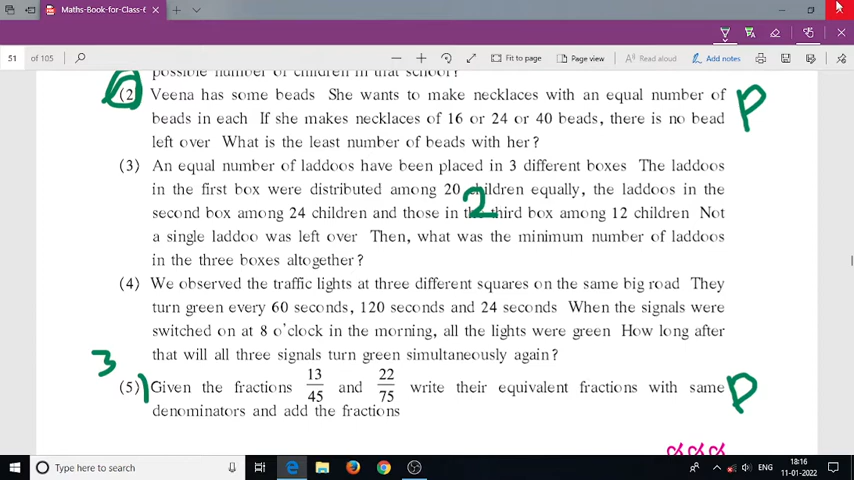 Maths-Book-for-Class-6
51 of 105
Fit to page
Page view
Read aloud
Add notes
possible number of children in that school?
(2) Veena has some beads She wants to make necklaces with an equal number of
beads in each If she makes necklaces of 16 or 24 or 40 beads, there is no bead
left over What is the least number of beads with her?
P
(3) An equal number of laddoos have been placed in 3 different boxes The laddoos
in the first box were distributed among 20 children equally, the laddoos in the
second box among 24 children and those in the third box among 12 children Not
a single laddoo was left over Then, what was the minimum number of laddoos
in the three boxes altogether?
2
(4) We observed the traffic lights at three different squares on the same big road They
turn green every 60 seconds, 120 seconds and 24 seconds When the signals were
switched on at 8 o'clock in the morning, all the lights were green How long after
that will all three signals turn green simultaneously again?
3
(5) Given the fractions 13/45 and 22/75 write their equivalent fractions with same
denominators and add the fractions
P
Type here to search
ENG
18:16
11-01-2022